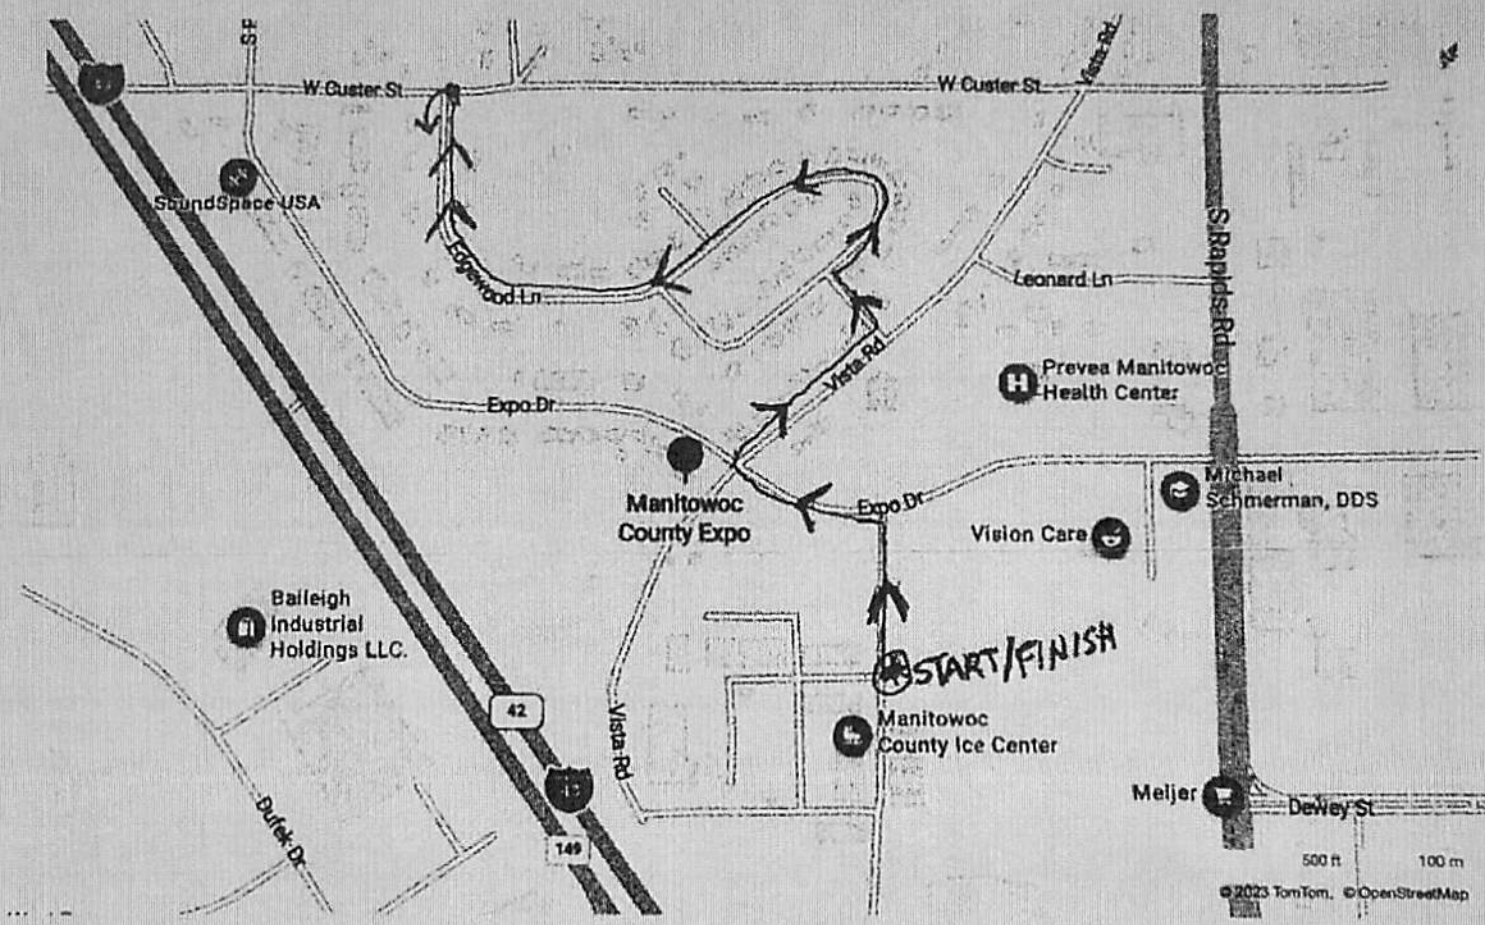 W Custer St
W Custer St
Vista Rd
SoundSpace USA
Edgewood Ln
Leonard Ln
S Rapids Rd
Vista Rd
Prevea Manitowoc
Health Center
Expo Dr
Manitowoc
County Expo
Expo Dr
Michael
Schmerman, DDS
Vision Care
Baileigh
Industrial
Holdings LLC.
START/FINISH
42
Vista Rd
Manitowoc
County Ice Center
Meijer
Dewey St
Dufek Dr
149
500 ft
100 m
© 2023 TomTom, © OpenStreetMap